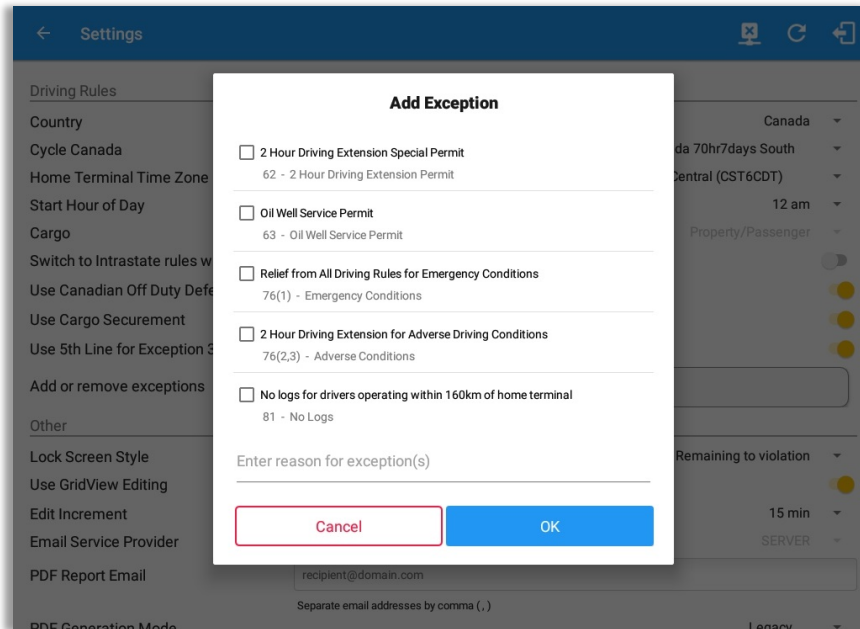 Settings
Driving Rules
Country
Canada
Cycle Canada
da 70hr7days South
Home Terminal Time Zone
Central (CST6CDT)
Start Hour of Day
12 am
Cargo
Property/Passenger
Switch to Intrastate rules w
Use Canadian Off Duty Defe
Use Cargo Securement
Use 5th Line for Exception 3
Add or remove exceptions
Other
Lock Screen Style
Remaining to violation
Use GridView Editing
Edit Increment
15 min
Email Service Provider
SERVER
PDF Report Email
recipient@domain.com
Separate email addresses by comma (,)
PDF Generation Mode
Legacy
Add Exception
2 Hour Driving Extension Special Permit
62 - 2 Hour Driving Extension Permit
Oil Well Service Permit
63 - Oil Well Service Permit
Relief from All Driving Rules for Emergency Conditions
76(1) - Emergency Conditions
2 Hour Driving Extension for Adverse Driving Conditions
76(2,3) - Adverse Conditions
No logs for drivers operating within 160km of home terminal
81 - No Logs
Enter reason for exception(s)
Cancel
OK